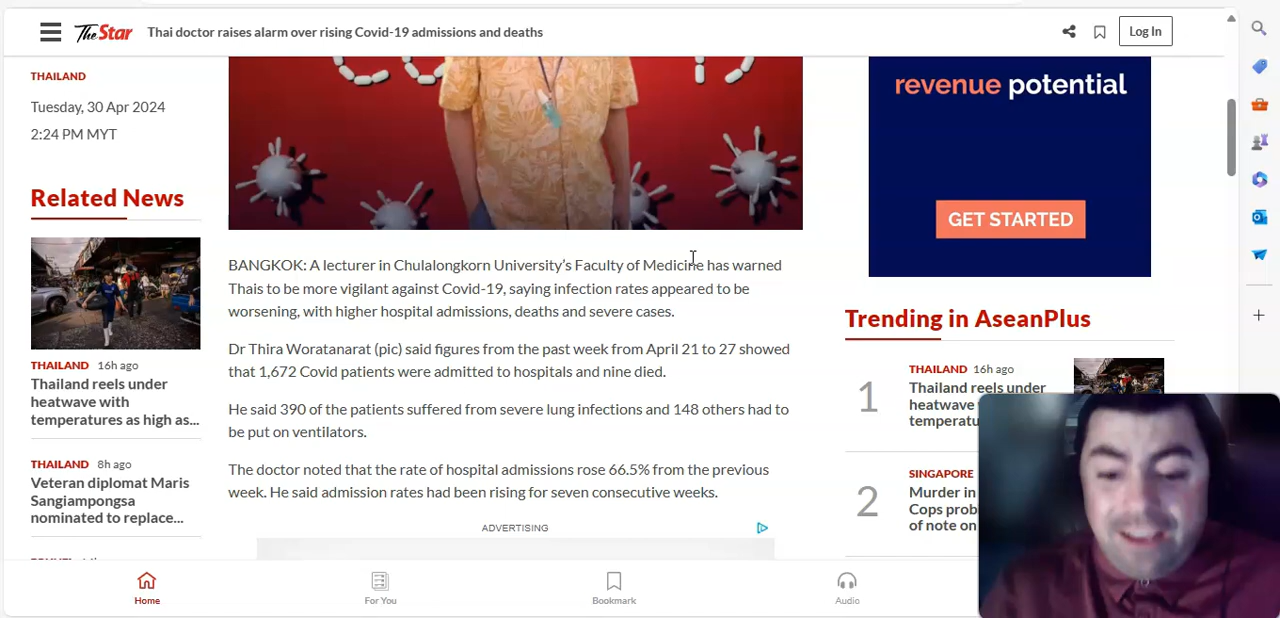 The Star
Thai doctor raises alarm over rising Covid-19 admissions and deaths
Log In
THAILAND
Tuesday, 30 Apr 2024
2:24 PM MYT
Related News
THAILAND 16h ago
Thailand reels under
heatwave with
temperatures as high as...
THAILAND 8h ago
Veteran diplomat Maris
Sangiampongsa
nominated to replace...
BANGKOK: A lecturer in Chulalongkorn University's Faculty of Medicine has warned
Thais to be more vigilant against Covid-19, saying infection rates appeared to be
worsening, with higher hospital admissions, deaths and severe cases.
Dr Thira Woratanarat (pic) said figures from the past week from April 21 to 27 showed
that 1,672 Covid patients were admitted to hospitals and nine died.
He said 390 of the patients suffered from severe lung infections and 148 others had to
be put on ventilators.
The doctor noted that the rate of hospital admissions rose 66.5% from the previous
week. He said admission rates had been rising for seven consecutive weeks.
ADVERTISING
revenue potential
GET STARTED
Trending in AseanPlus
1
THAILAND 16h ago
Thailand reels under
heatwave
temperatu
2
SINGAPORE
Murder in
Cops prob
of note on
Home
For You
Bookmark
Audio